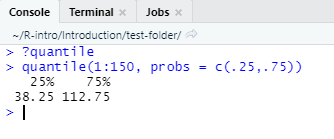 Console Terminal × Jobs ×
~/R-intro/Introduction/test-folder/
> ?quantile
> quantile(1:150, probs = c(.25,.75))
25% 75%
38.25 112.75
>